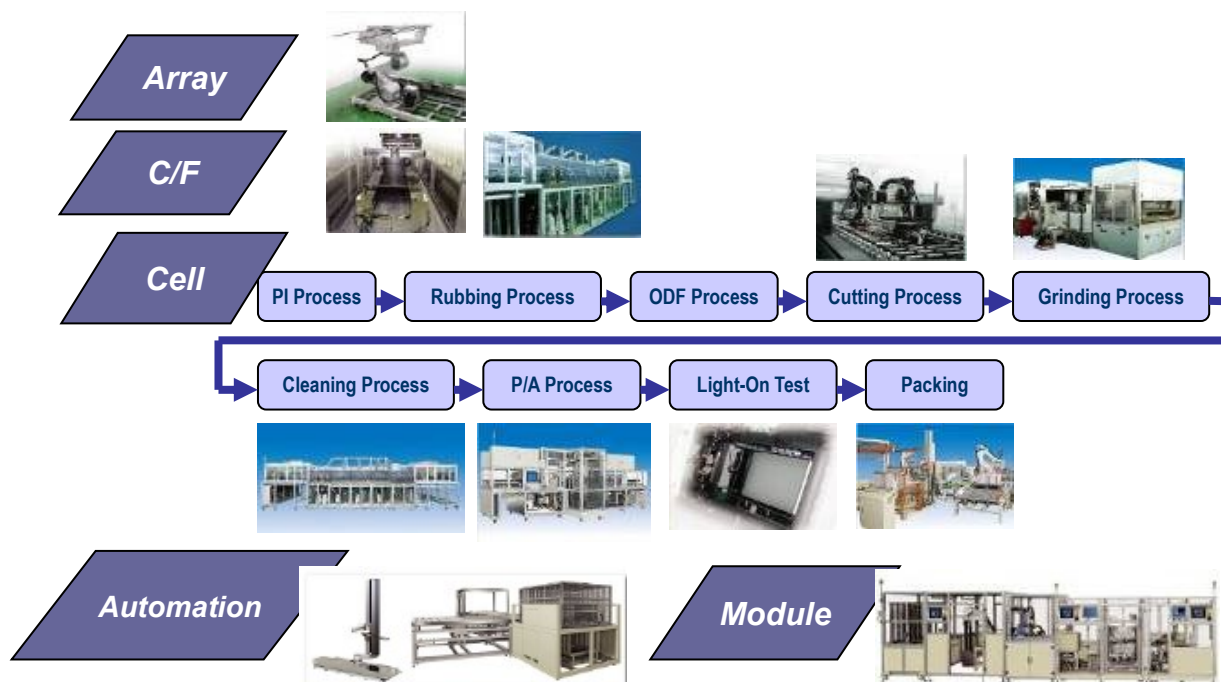 Array
C/F
Cell
PI Process
Rubbing Process
ODF Process
Cutting Process
Grinding Process
Cleaning Process
P/A Process
Light-On Test
Packing
Automation
Module